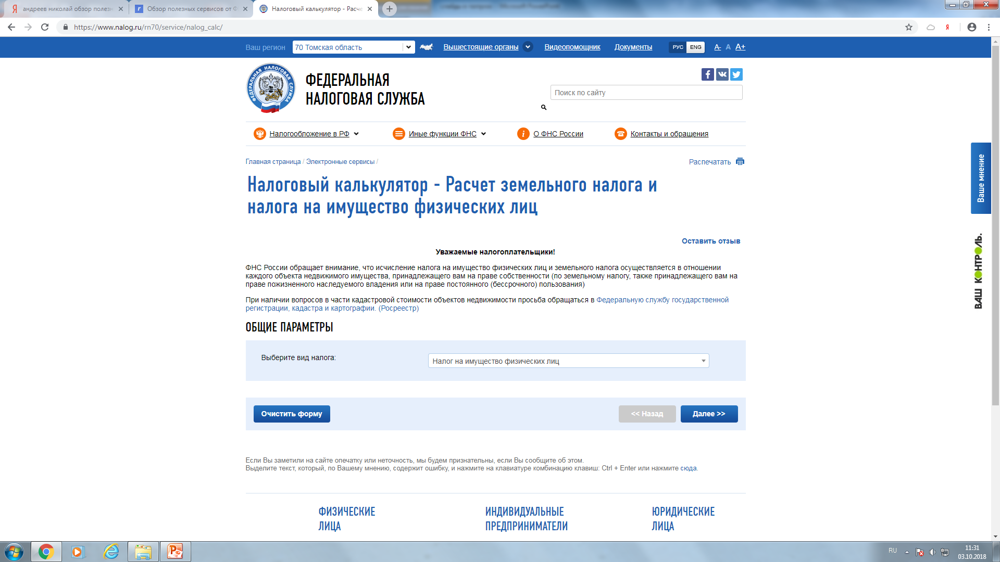 андреев николай обзор полезн
Обзор полезных сервисов от Ф
Налоговый калькулятор - Расче
https://www.nalog.ru/rn70/service/nalog_calc/
Ваш регион
70 Томская область
Вышестоящие органы
Видеопомощник
Документы
РУС
ENG
A-
A
A+
ФЕДЕРАЛЬНАЯ НАЛОГОВАЯ СЛУЖБА
ФЕДЕРАЛЬНАЯ
НАЛОГОВАЯ СЛУЖБА
Поиск по сайту
Налогообложение в РФ
Иные функции ФНС
О ФНС России
Контакты и обращения
Главная страница / Электронные сервисы /
Распечатать
Ваше мнение
Налоговый калькулятор - Расчет земельного налога и
налога на имущество физических лиц
Оставить отзыв
ВАШ КОНТРОЛЬ.
Уважаемые налогоплательщики!
ФНС России обращает внимание, что исчисление налога на имущество физических лиц и земельного налога осуществляется в отношении
каждого объекта недвижимого имущества, принадлежащего вам на праве собственности (по земельному налогу, также принадлежащего вам на
праве пожизненного наследуемого владения или на праве постоянного (бессрочного) пользования)
При наличии вопросов в части кадастровой стоимости объектов недвижимости просьба обращаться в Федеральную службу государственной
регистрации, кадастра и картографии. (Росреестр)
ОБЩИЕ ПАРАМЕТРЫ
Выберите вид налога:
Налог на имущество физических лиц
Очистить форму
<< Назад
Далее >>
Если Вы заметили на сайте опечатку или неточность, мы будем признательны, если Вы сообщите об этом.
Выделите текст, который, по Вашему мнению, содержит ошибку, и нажмите на клавиатуре комбинацию клавиш: Ctrl + Enter или нажмите сюда.
ФИЗИЧЕСКИЕ
ЛИЦА
ИНДИВИДУАЛЬНЫЕ
ПРЕДПРИНИМАТЕЛИ
ЮРИДИЧЕСКИЕ
ЛИЦА
RU
11:31
03.10.2018